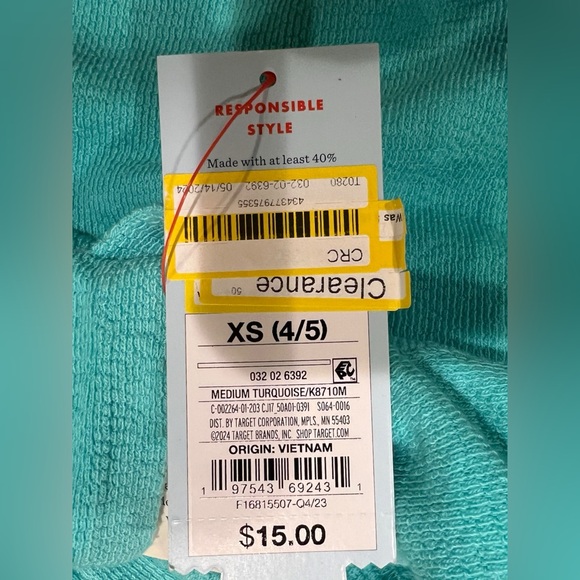 RESPONSIBLE
STYLE
Made with at least 40%
T0280 032-02-6392 05/14/2024
43437975355
Was
CRC
Clearance
50
XS (4/5)
032 02 6392
MEDIUM TURQUOISE/K8710M
C-002264-01-203 CJ17_50A01-0391 S064-0016
DIST. BY TARGET CORPORATION, MPLS., MN 55403
©2024 TARGET BRANDS, INC SHOP TARGET.COM
ORIGIN: VIETNAM
1 97543 69243 1
F16815507-Q4/23
$15.00